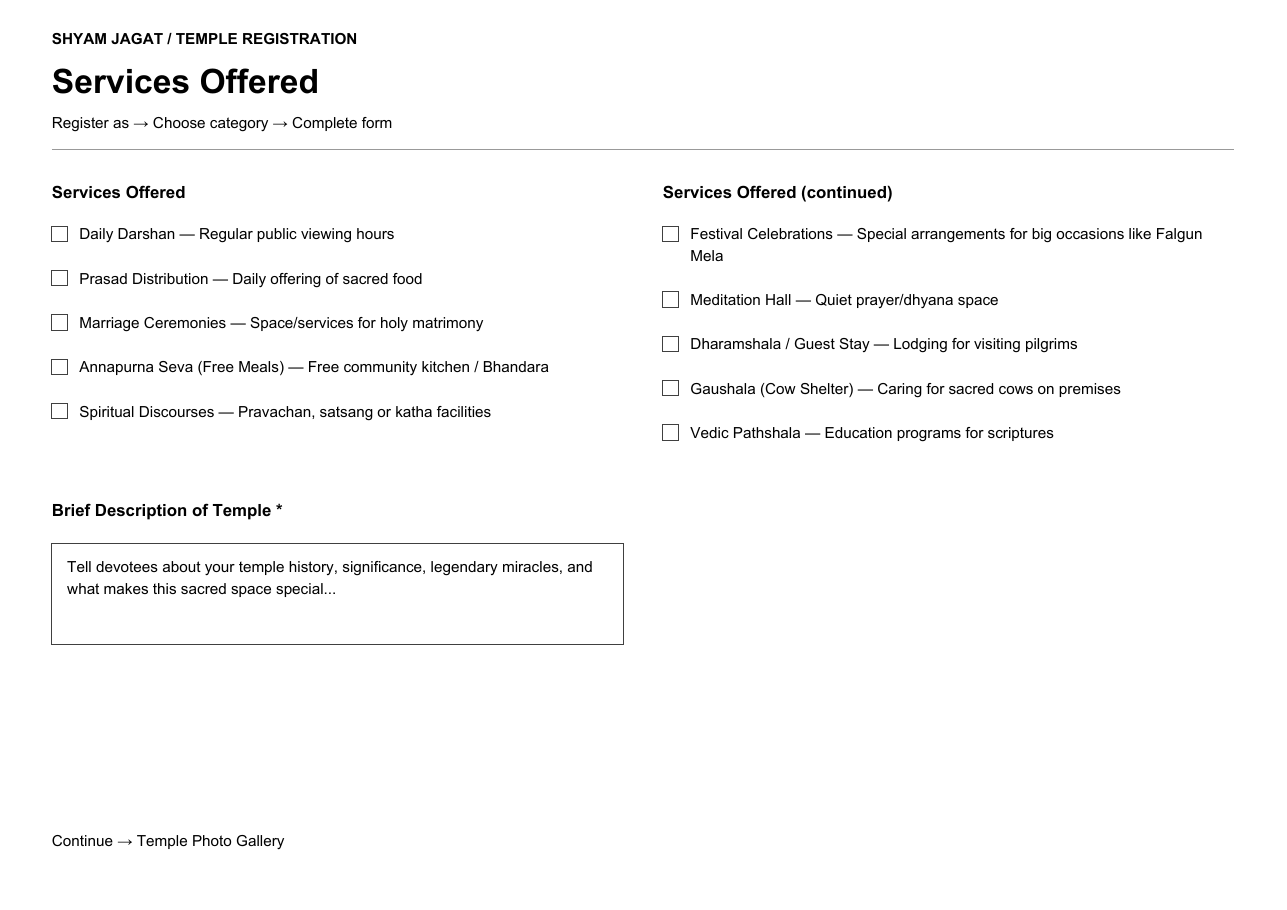 SHYAM JAGAT / TEMPLE REGISTRATION
Services Offered
Register as → Choose category → Complete form
Services Offered
Daily Darshan — Regular public viewing hours
Prasad Distribution — Daily offering of sacred food
Marriage Ceremonies — Space/services for holy matrimony
Annapurna Seva (Free Meals) — Free community kitchen / Bhandara
Spiritual Discourses — Pravachan, satsang or katha facilities
Services Offered (continued)
Festival Celebrations — Special arrangements for big occasions like Falgun
Mela
Meditation Hall — Quiet prayer/dhyana space
Dharamshala / Guest Stay — Lodging for visiting pilgrims
Gaushala (Cow Shelter) — Caring for sacred cows on premises
Vedic Pathshala — Education programs for scriptures
Brief Description of Temple *
Tell devotees about your temple history, significance, legendary miracles, and
what makes this sacred space special...
Continue → Temple Photo Gallery